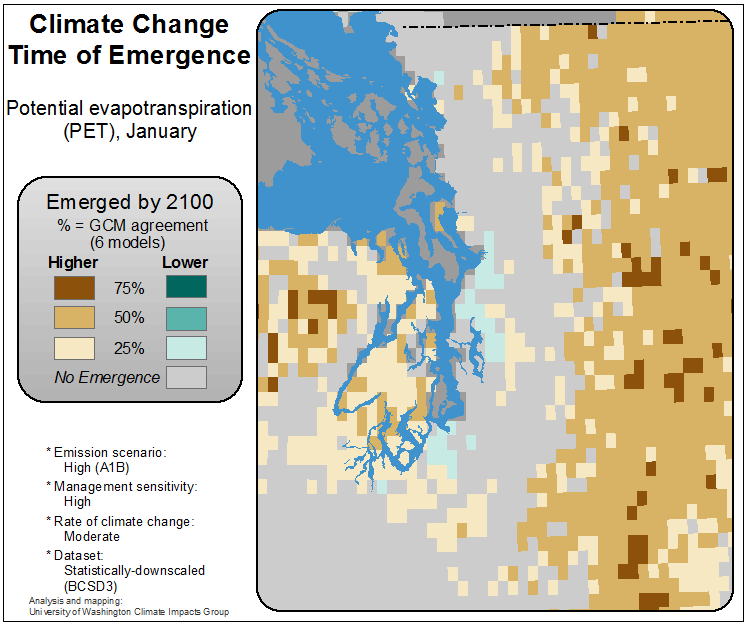 Climate Change
Time of Emergence
Potential evapotranspiration
(PET), January
Emerged by 2100
% = GCM agreement
(6 models)
Higher Lower
75%
50%
25%
No Emergence
* Emission scenario:
High (A1B)
* Management sensitivity:
High
* Rate of climate change:
Moderate
* Dataset:
Statistically-downscaled
(BCSD3)
Analysis and mapping:
University of Washington Climate Impacts Group